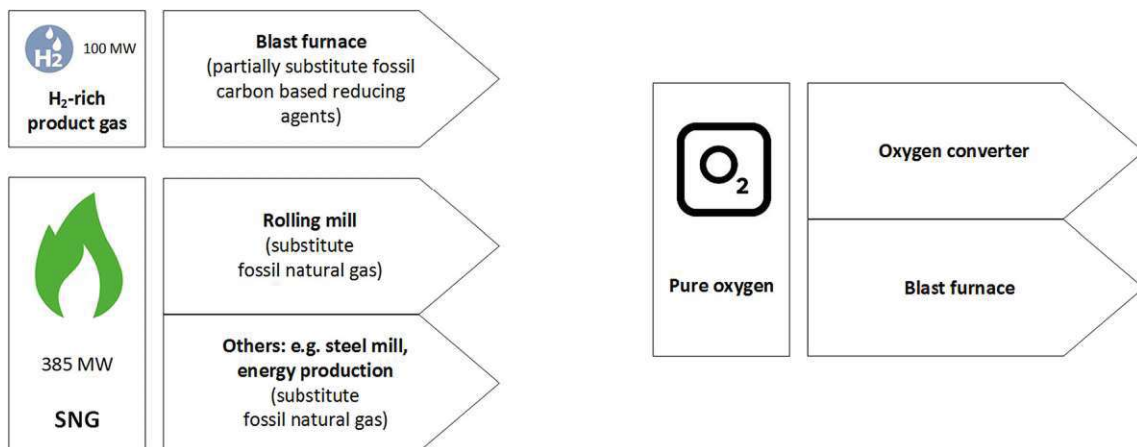 H2
100 MW
H₂-rich
product gas
Blast furnace
(partially substitute fossil
carbon based reducing
agents)
385 MW
SNG
Rolling mill
(substitute
fossil natural gas)
Others: e.g. steel mill,
energy production
(substitute
fossil natural gas)
O₂
Pure oxygen
Oxygen converter
Blast furnace